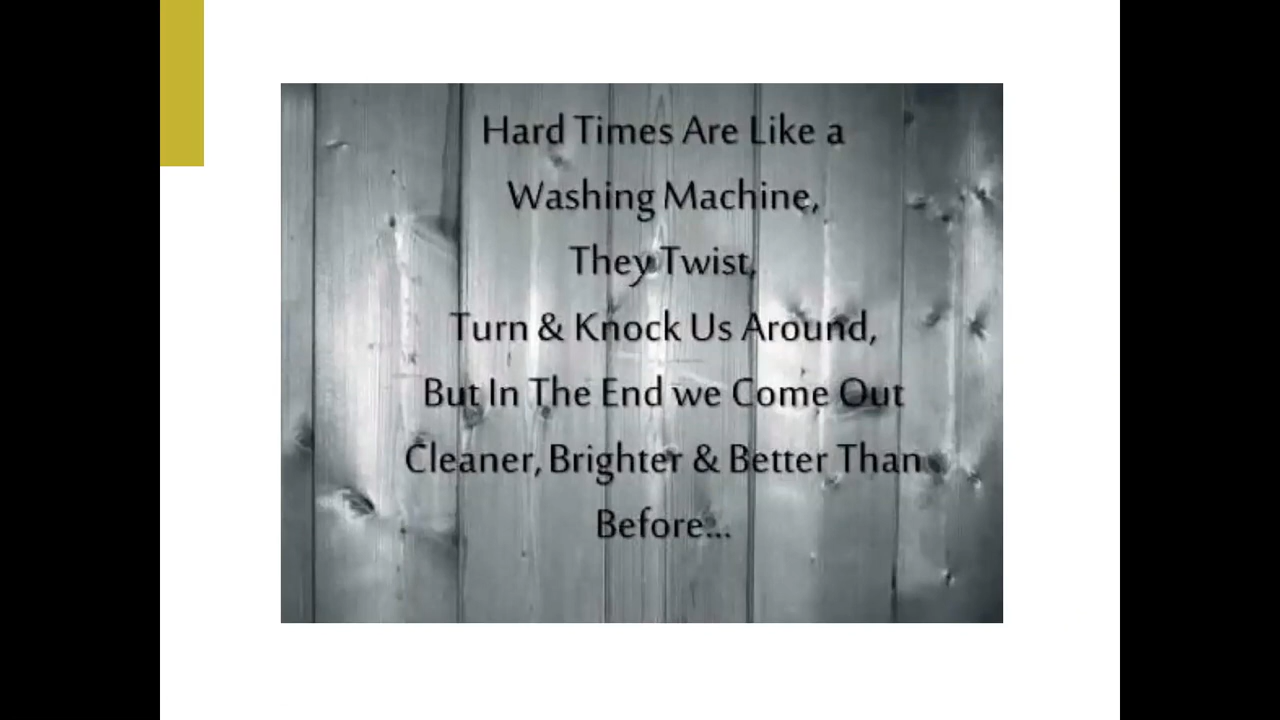 Hard Times Are Like a
Washing Machine,
They Twist,
Turn & Knock Us Around,
But In The End we Come Out
Cleaner, Brighter & Better Than
Before...